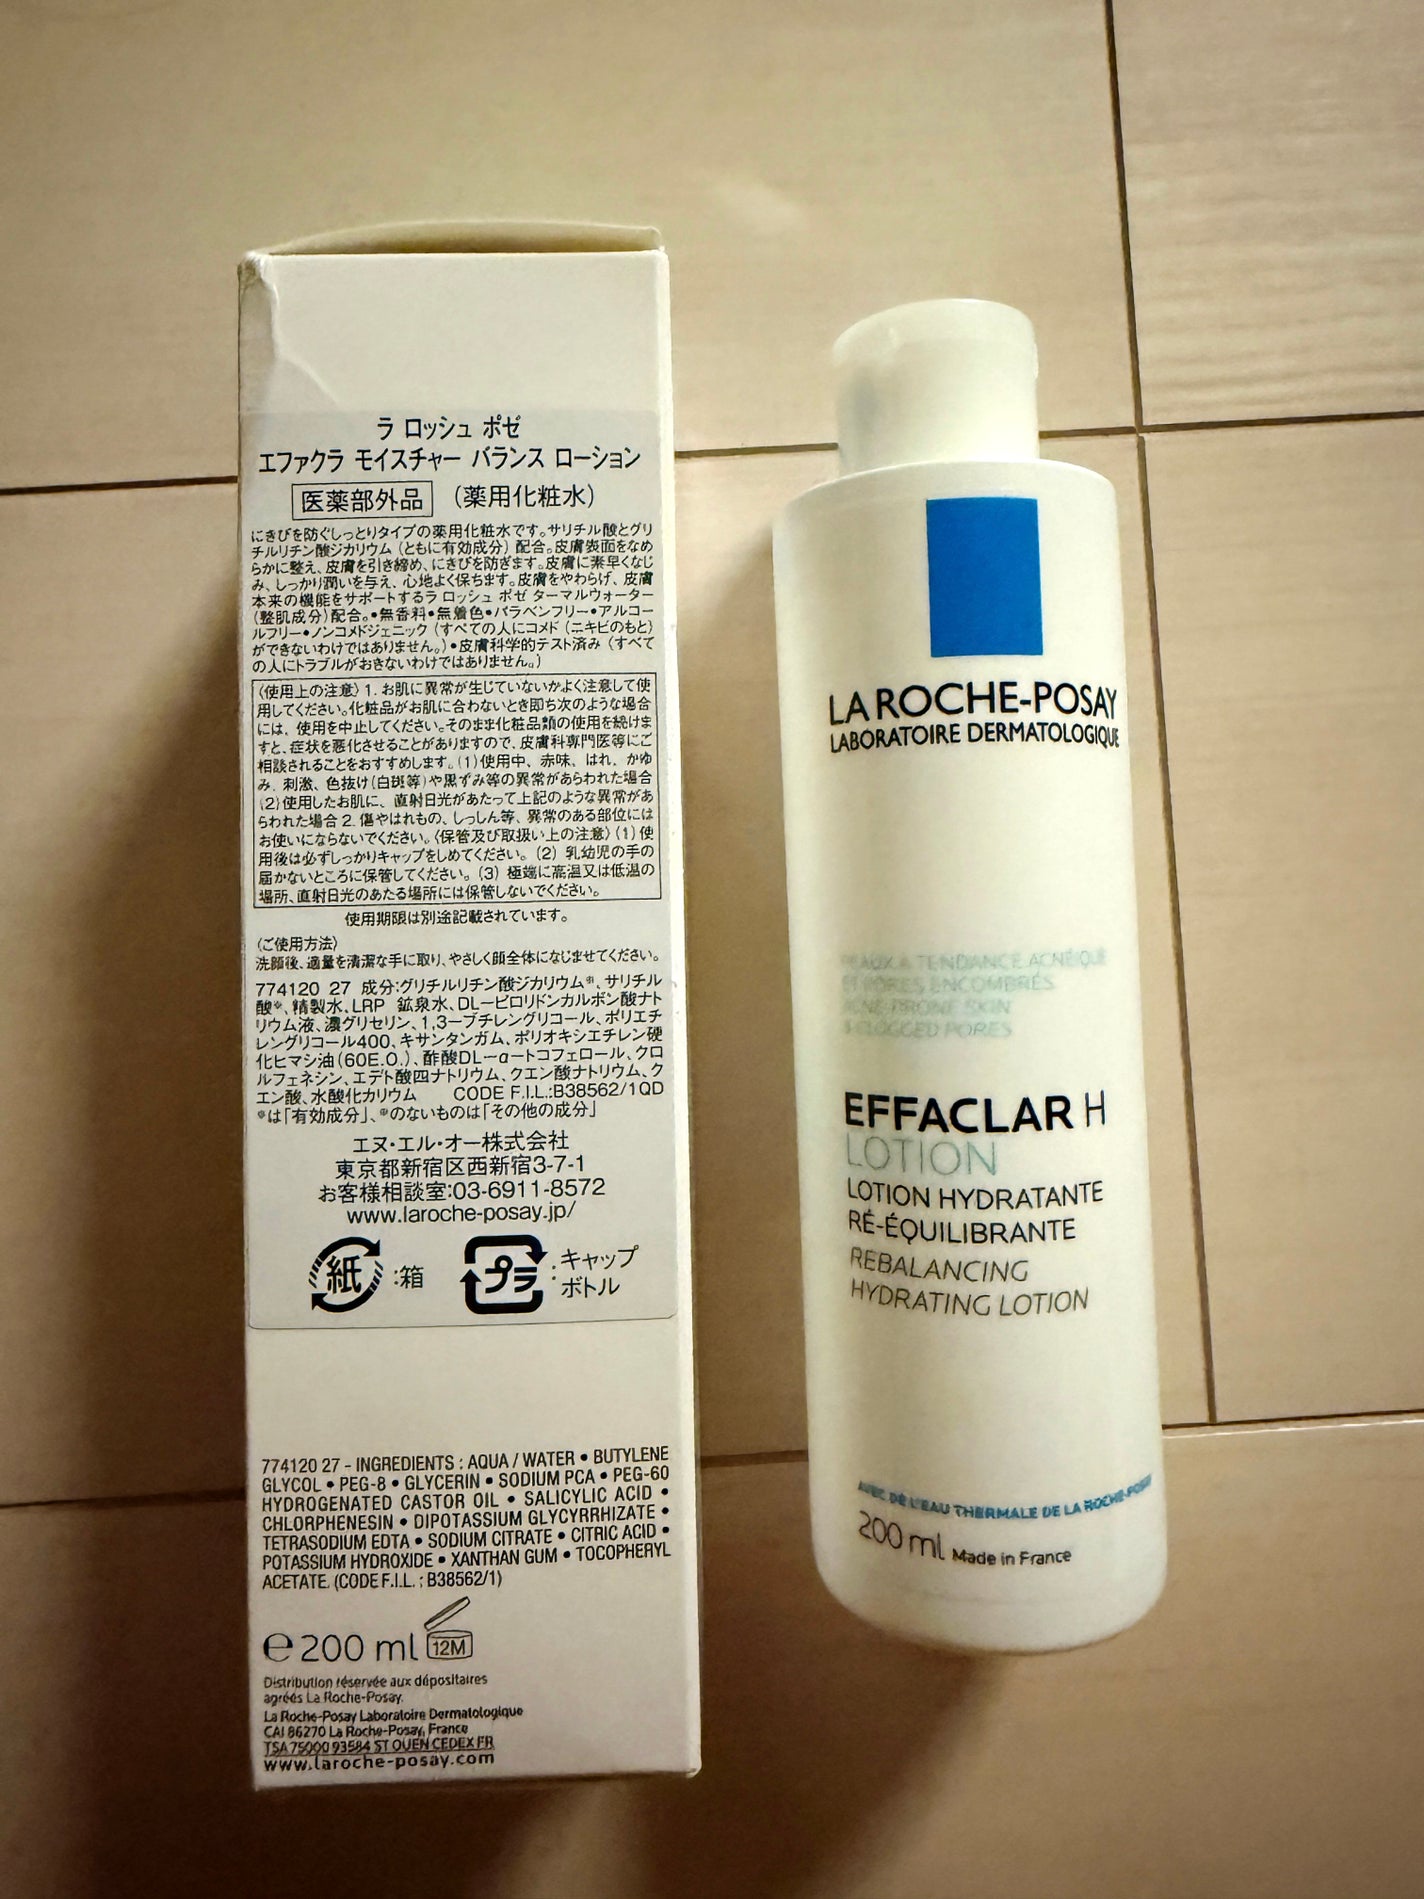 ラ ロッシュ ポゼ
エファクラ モイスチャー バランス ローション
医薬部外品 （薬用化粧水）
にきびを防ぐしっとりタイプの薬用化粧水です。サリチル酸とグリ
チルリチン酸ジカリウム（ともに有効成分）配合。皮膚表面をなめ
らかに整え、皮膚を引き締め、にきびを防ぎます。皮膚に素早くなじ
み、しっかり潤いを与え、心地よく保ちます。皮膚をやわらげ、皮膚
本来の機能をサポートするラ ロッシュ ポゼ ターマルウォーター
（整肌成分）配合。•無香料•無着色•パラベンフリー•アルコー
ルフリー•ノンコメドジェニック（すべての人にコメド（ニキビのもと）
ができないわけではありません。）•皮膚科学的テスト済み（すべて
の人にトラブルがおきないわけではありません。）
〈使用上の注意〉1. お肌に異常が生じていないかよく注意して使
用してください。化粧品がお肌に合わないとき即ち次のような場合
には、使用を中止してください。そのまま化粧品類の使用を続けま
すと、症状を悪化させることがありますので、皮膚科専門医等にご
相談されることをおすすめします。（1）使用中、赤味、はれ、かゆ
み、刺激、色抜け（白斑等）や黒ずみ等の異常があらわれた場合
（2）使用したお肌に、直射日光があたって上記のような異常があ
らわれた場合 2. 傷やはれもの、しっしん等、異常のある部位には
お使いにならないでください。〈保管及び取扱い上の注意〉（1）使
用後は必ずしっかりキャップをしめてください。（2）乳幼児の手の
届かないところに保管してください。（3）極端に高温又は低温の
場所、直射日光のあたる場所には保管しないでください。
使用期限は別途記載されています。
〈ご使用方法〉
洗顔後、適量を清潔な手に取り、やさしく顔全体になじませてください。
774120 27 成分：グリチルリチン酸ジカリウム※、サリチル
酸※、精製水、LRP 鉱泉水、DL−ピロリドンカルボン酸ナト
リウム液、濃グリセリン、1,3−ブチレングリコール、ポリエチ
レングリコール400、キサンタンガム、ポリオキシエチレン硬
化ヒマシ油（60E.O.）、酢酸DL−α−トコフェロール、クロ
ルフェネシン、エデト酸四ナトリウム、クエン酸ナトリウム、ク
エン酸、水酸化カリウム CODE F.I.L.:B38562/1QD
※は「有効成分」、※のないものは「その他の成分」
エヌ・エル・オー株式会社
東京都新宿区西新宿3-7-1
お客様相談室:03-6911-8572
www.laroche-posay.jp/
紙 :箱 プラ :キャップ
ボトル
774120 27 - INGREDIENTS : AQUA / WATER • BUTYLENE
GLYCOL • PEG-8 • GLYCERIN • SODIUM PCA • PEG-60
HYDROGENATED CASTOR OIL • SALICYLIC ACID •
CHLORPHENESIN • DIPOTASSIUM GLYCYRRHIZATE •
TETRASODIUM EDTA • SODIUM CITRATE • CITRIC ACID •
POTASSIUM HYDROXIDE • XANTHAN GUM • TOCOPHERYL
ACETATE. (CODE F.I.L. : B38562/1)
e 200 ml 12M
Distribution réservée aux dépositaires
agréés La Roche-Posay.
La Roche-Posay Laboratoire Dermatologique
CAI 86270 La Roche-Posay, France
TSA 75000 93584 ST OUEN CEDEX FR
www.laroche-posay.com
LA ROCHE-POSAY
LABORATOIRE DERMATOLOGIQUE
PEAUX A TENDANCE ACNÉIQUE
ET PORES ENCOMBRÉS
ACNE-PRONE SKIN
& CLOGGED PORES
EFFACLAR H
LOTION
LOTION HYDRATANTE
RÉ-ÉQUILIBRANTE
REBALANCING
HYDRATING LOTION
AVEC DE L'EAU THERMALE DE LA ROCHE-POSAY
200 ml Made in France